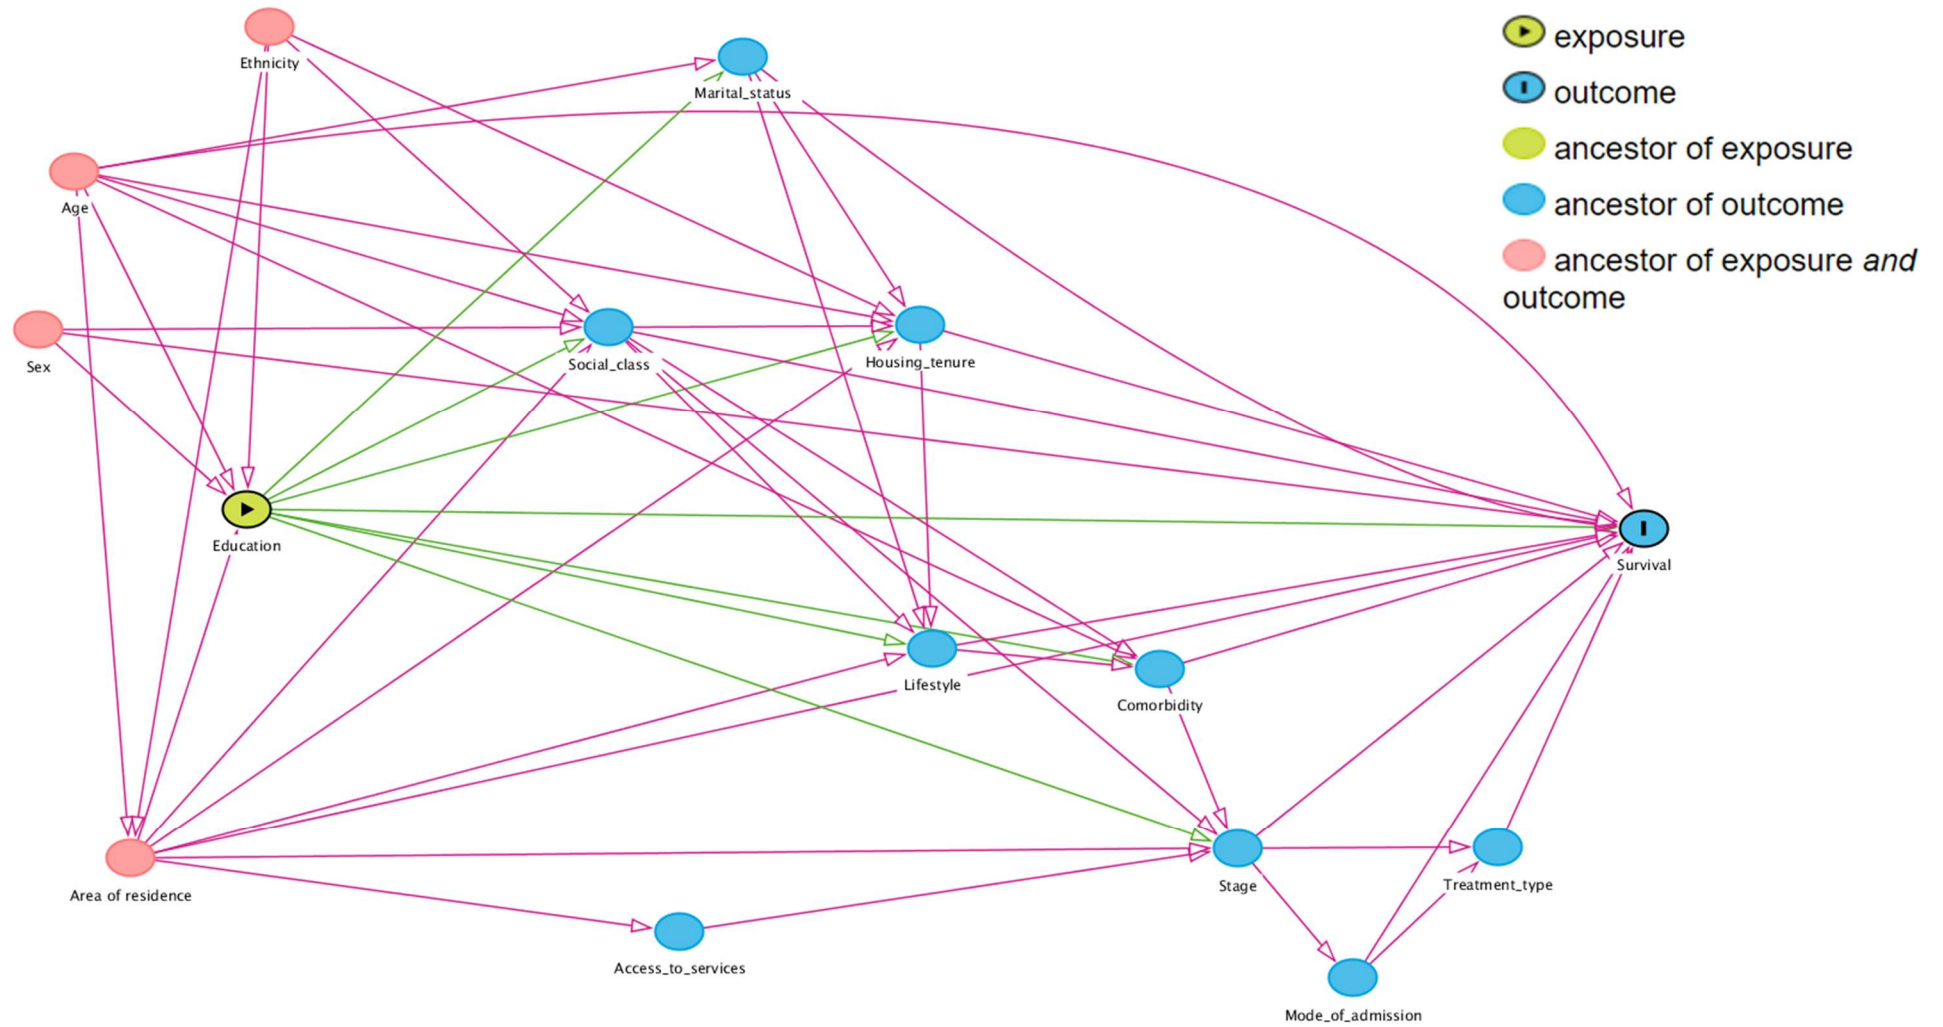 Ethnicity
Marital_status
Age
Sex
Social_class
Housing_tenure
Education
Survival
Lifestyle
Comorbidity
Area of residence
Access_to_services
Stage
Treatment_type
Mode_of_admission
exposure
outcome
ancestor of exposure
ancestor of outcome
ancestor of exposure and
outcome